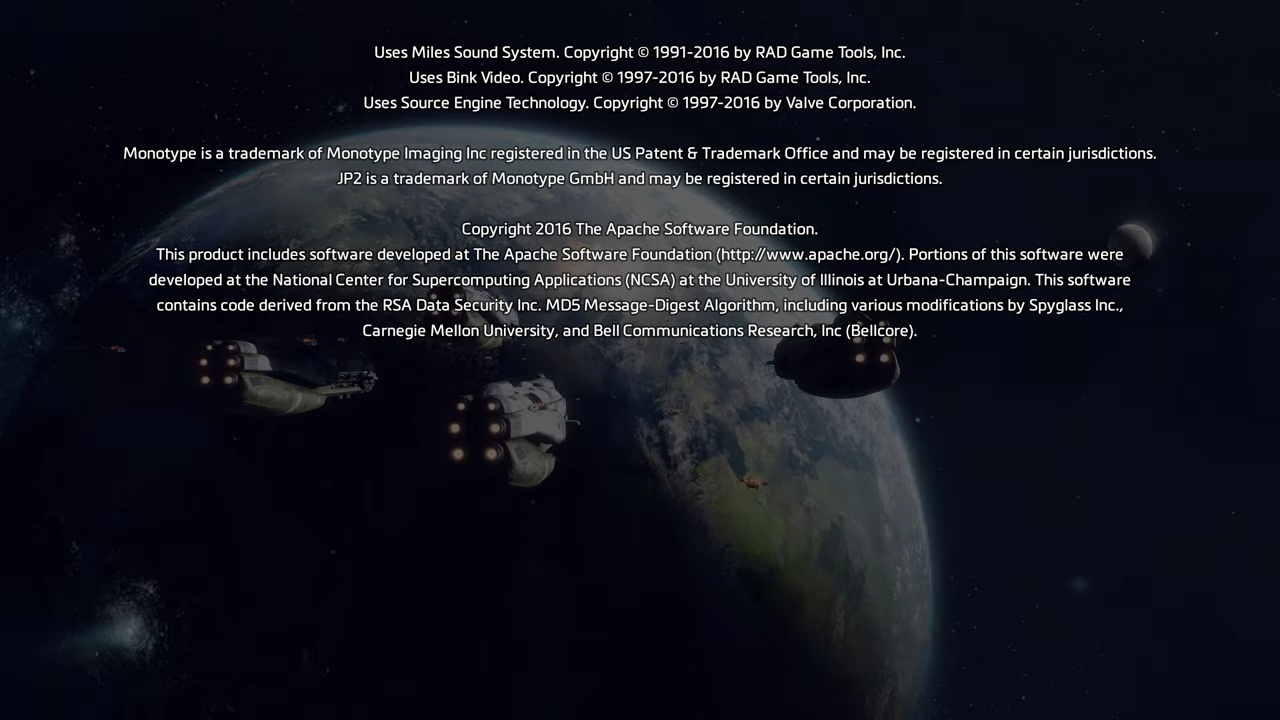 Uses Miles Sound System. Copyright © 1991-2016 by RAD Game Tools, Inc.
Uses Bink Video. Copyright © 1997-2016 by RAD Game Tools, Inc.
Uses Source Engine Technology. Copyright © 1997-2016 by Valve Corporation.
Monotype is a trademark of Monotype Imaging Inc registered in the US Patent & Trademark Office and may be registered in certain jurisdictions.
JP2 is a trademark of Monotype GmbH and may be registered in certain jurisdictions.
Copyright 2016 The Apache Software Foundation.
This product includes software developed at The Apache Software Foundation (http://www.apache.org/). Portions of this software were
developed at the National Center for Supercomputing Applications (NCSA) at the University of Illinois at Urbana-Champaign. This software
contains code derived from the RSA Data Security Inc. MD5 Message-Digest Algorithm, including various modifications by Spyglass Inc.,
Carnegie Mellon University, and Bell Communications Research, Inc (Bellcore).